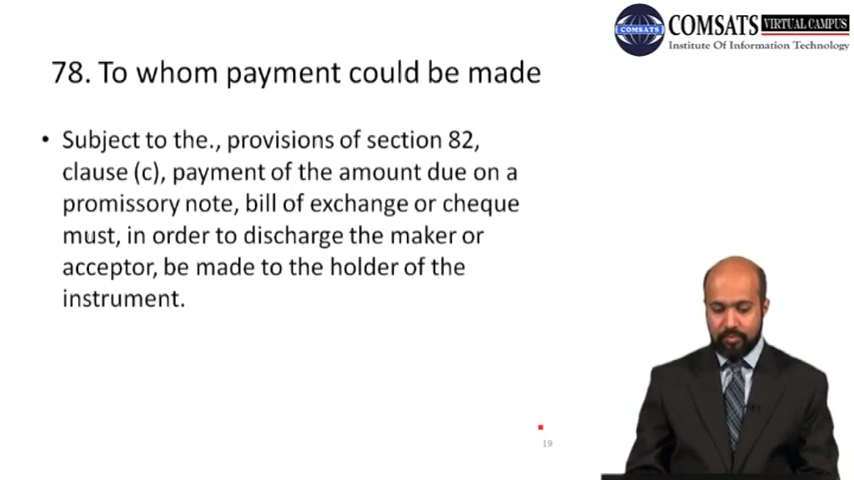 COMSATS VIRTUAL CAMPUS
Institute Of Information Technology
COMSATS
78. To whom payment could be made
• Subject to the., provisions of section 82,
clause (c), payment of the amount due on a
promissory note, bill of exchange or cheque
must, in order to discharge the maker or
acceptor, be made to the holder of the
instrument.
19